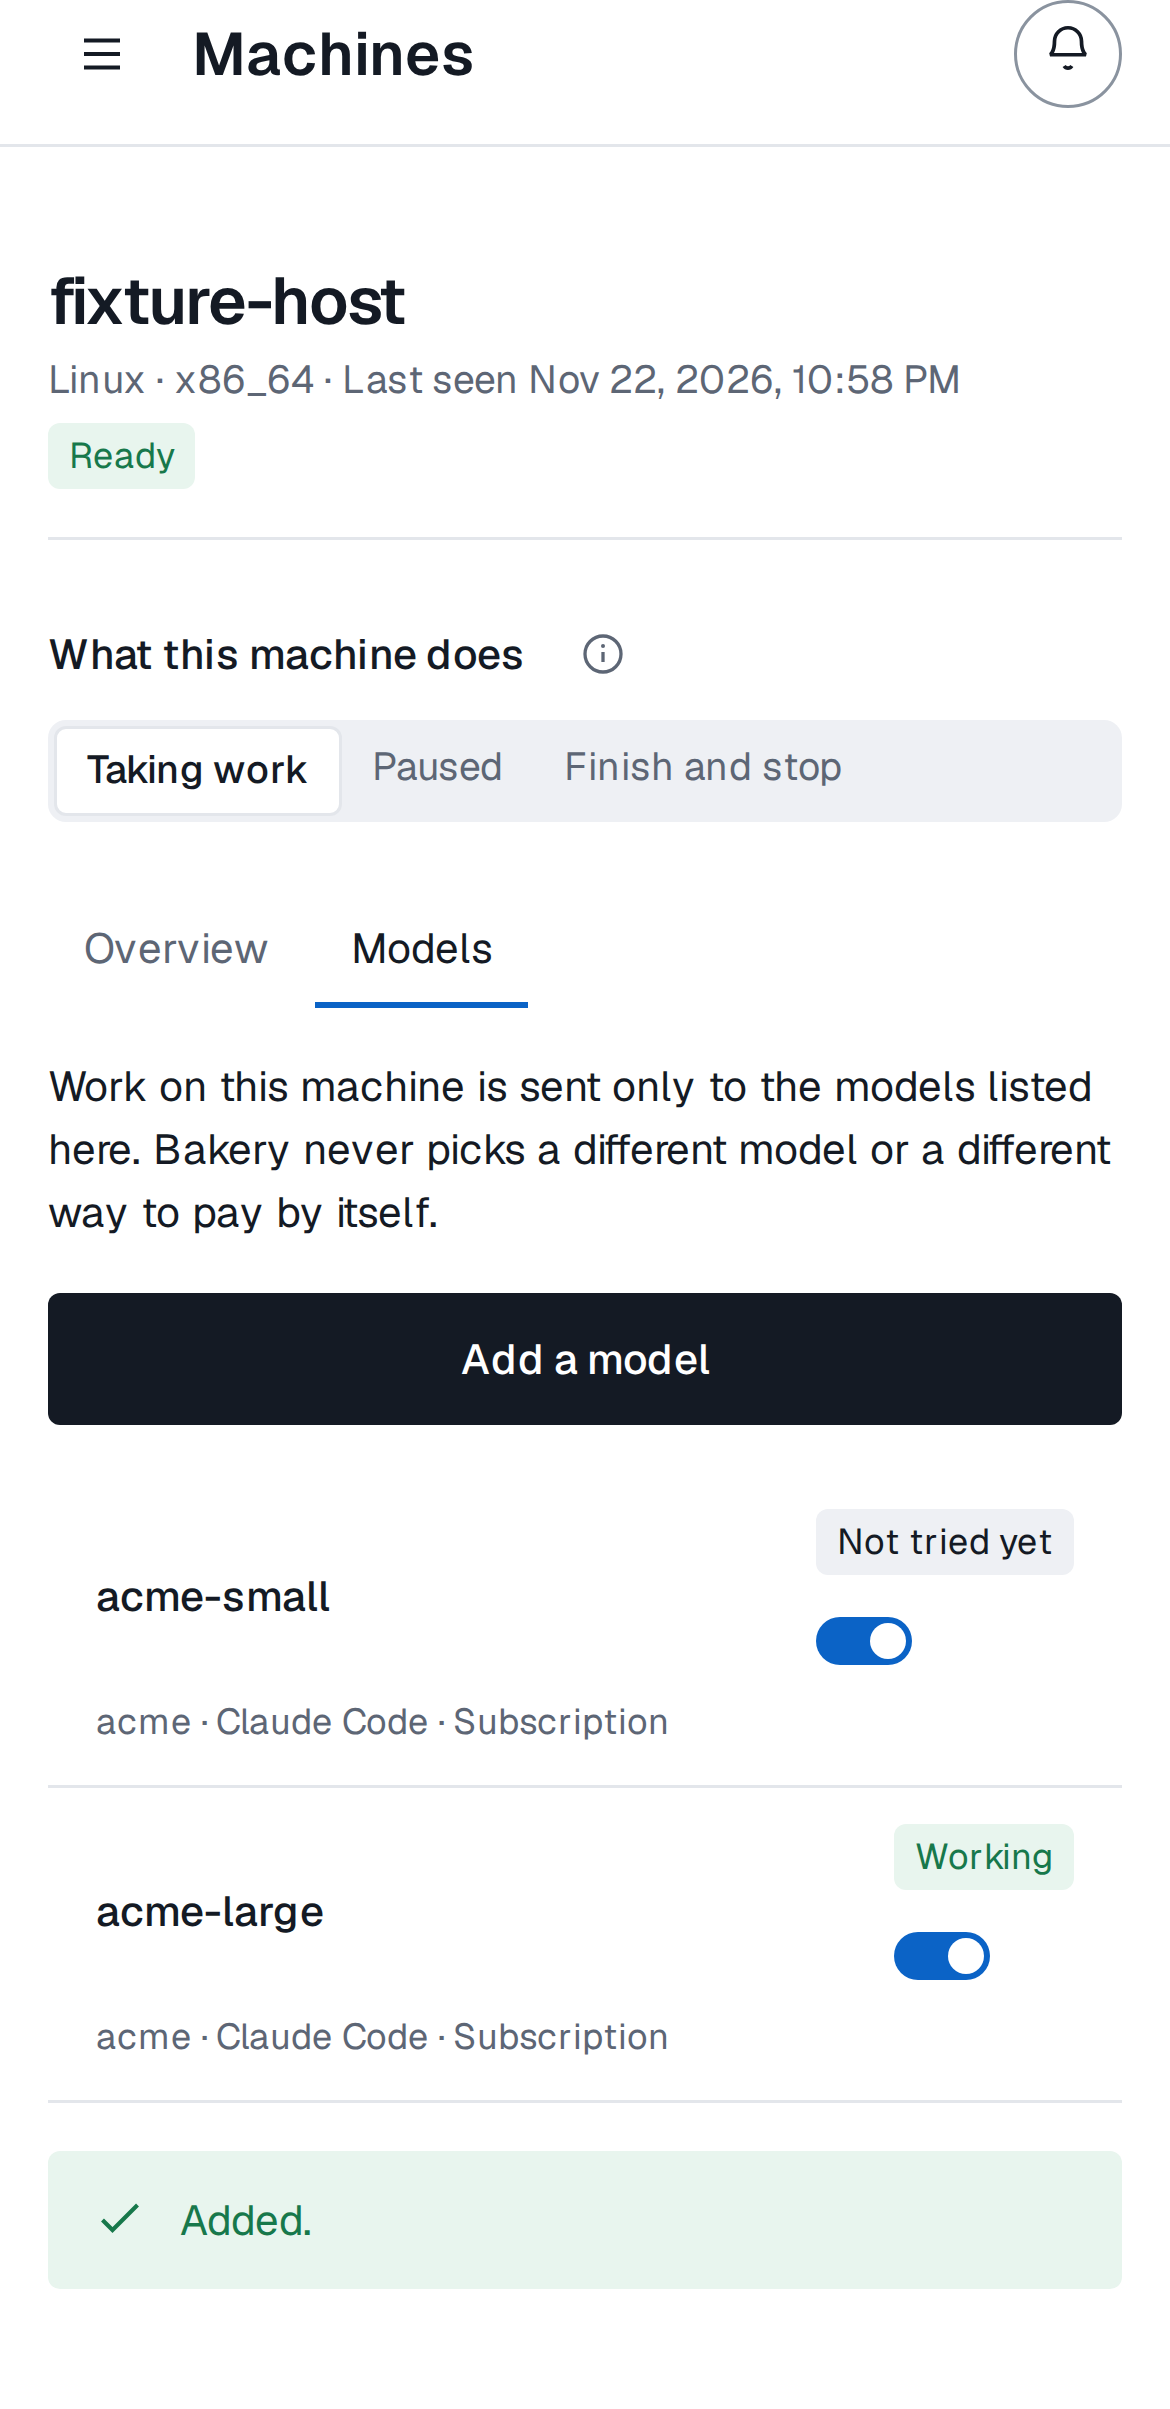 Machines
fixture-host
Linux · x86_64 · Last seen Nov 22, 2026, 10:58 PM
Ready
What this machine does
Taking work Paused Finish and stop
Overview Models
Work on this machine is sent only to the models listed
here. Bakery never picks a different model or a different
way to pay by itself.
Add a model
Not tried yet
acme-small
acme · Claude Code · Subscription
Working
acme-large
acme · Claude Code · Subscription
Added.